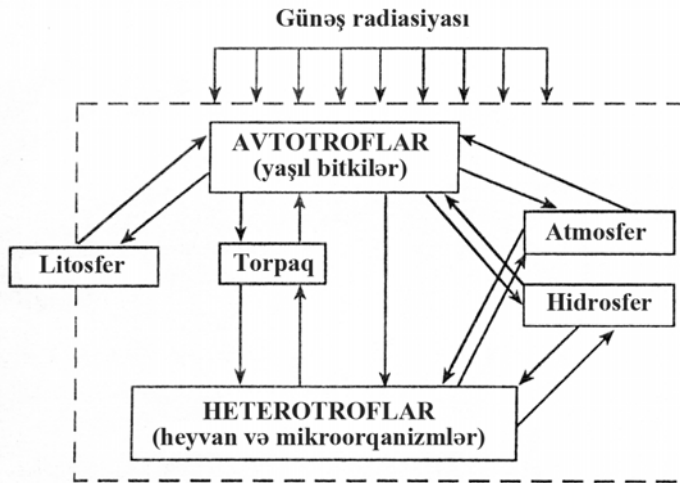 Günəş radiasiyası
AVTOTROFLAR
(yaşıl bitkilər)
Litosfer
Torpaq
Atmosfer
Hidrosfer
HETEROTROFLAR
(heyvan və mikroorqanizmlər)